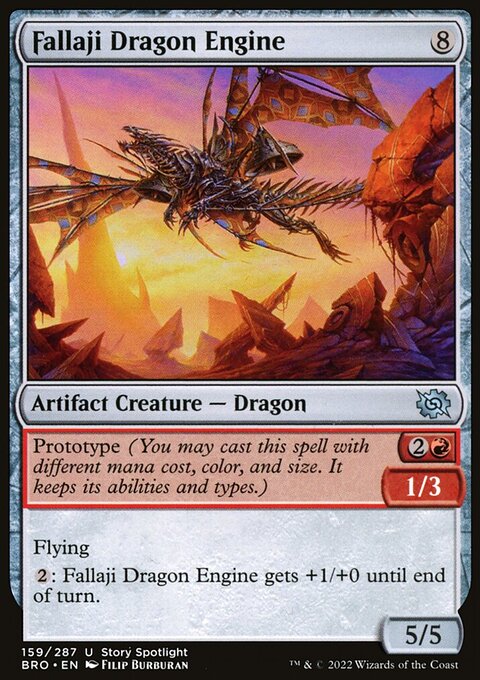 Fallaji Dragon Engine 8
Artifact Creature — Dragon
Prototype (You may cast this spell with 2
different mana cost, color, and size. It
keeps its abilities and types.) 1/3
Flying
2: Fallaji Dragon Engine gets +1/+0 until end
of turn.
5/5
159/287 U Story Spotlight
BRO • EN Filip Burburan ™ & © 2022 Wizards of the Coast